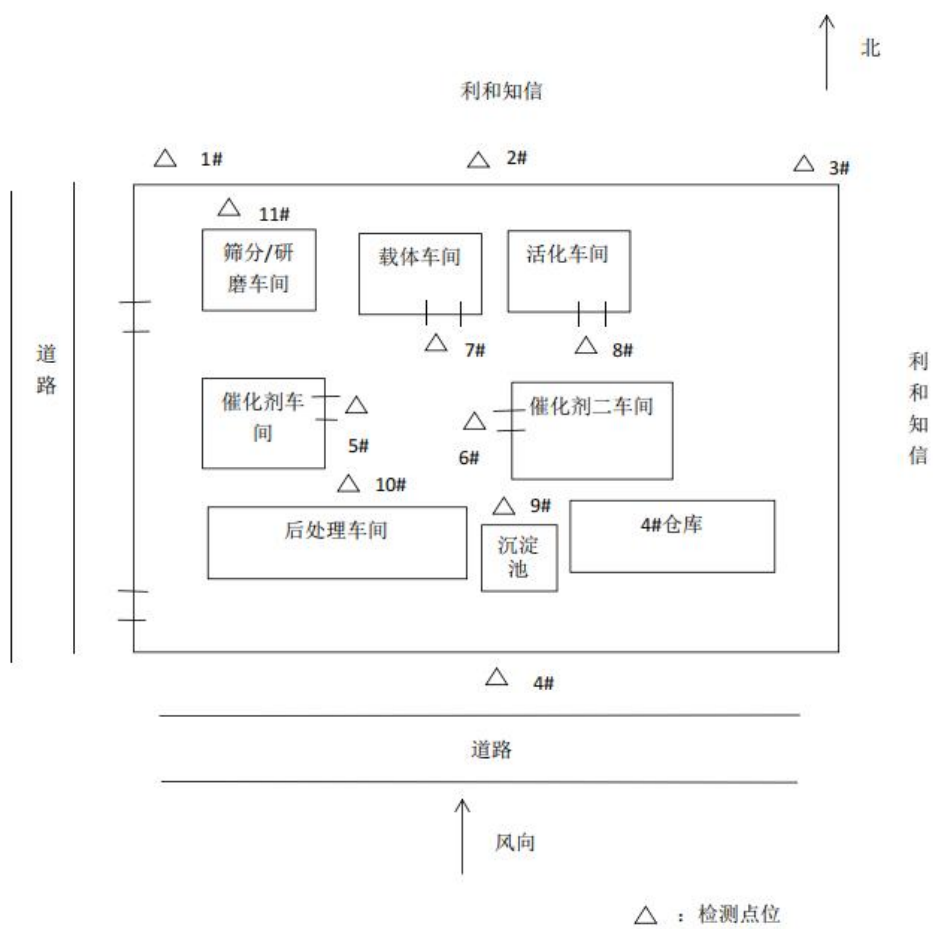 北
利和知信
1#
2#
3#
11#
筛分/研
磨车间
载体车间
活化车间
7#
8#
道
路
利
和
知
信
催化剂车
间
5#
催化剂二车间
6#
10#
9#
后处理车间
沉淀
池
4#仓库
4#
道路
风向
：检测点位